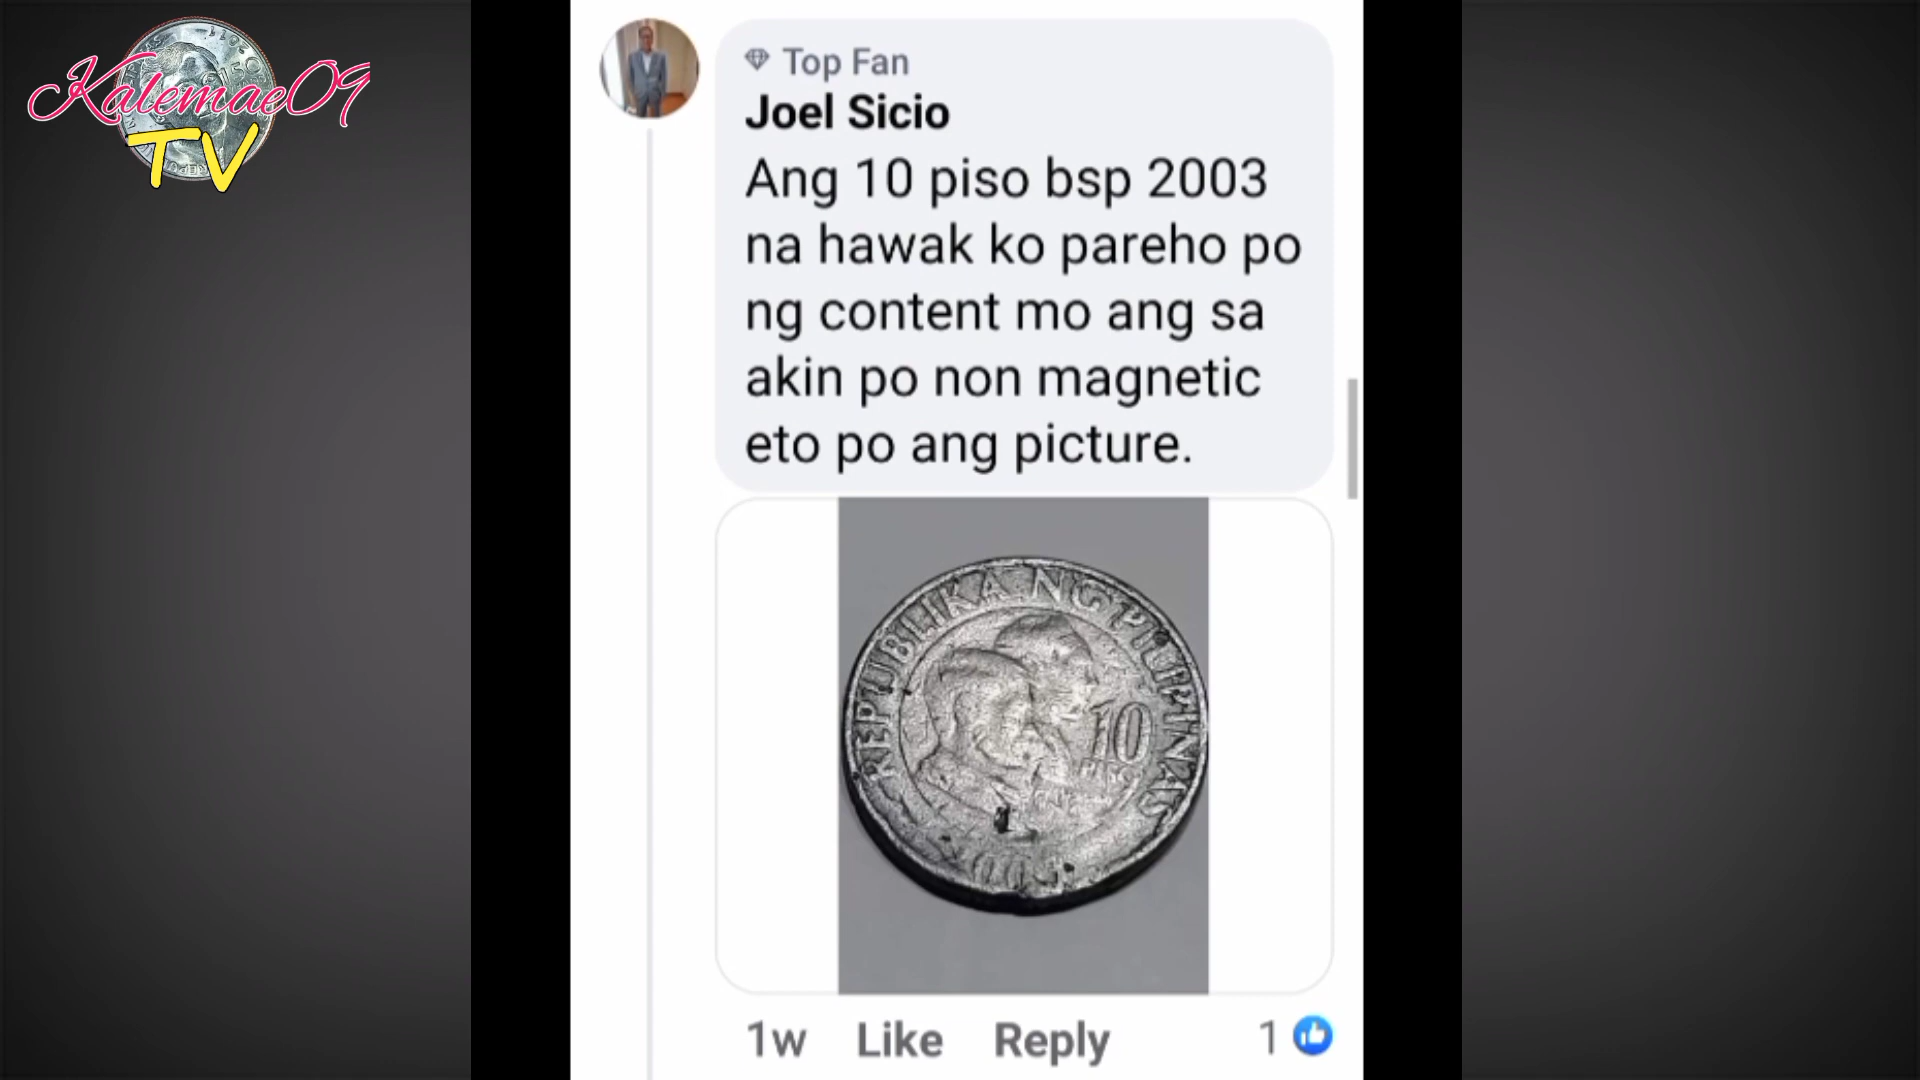 Kalemae09
TV
Top Fan
Joel Sicio
Ang 10 piso bsp 2003
na hawak ko pareho po
ng content mo ang sa
akin po non magnetic
eto po ang picture.
REPUBLIKA NG PILIPINAS
10
PISO
1w Like Reply 1